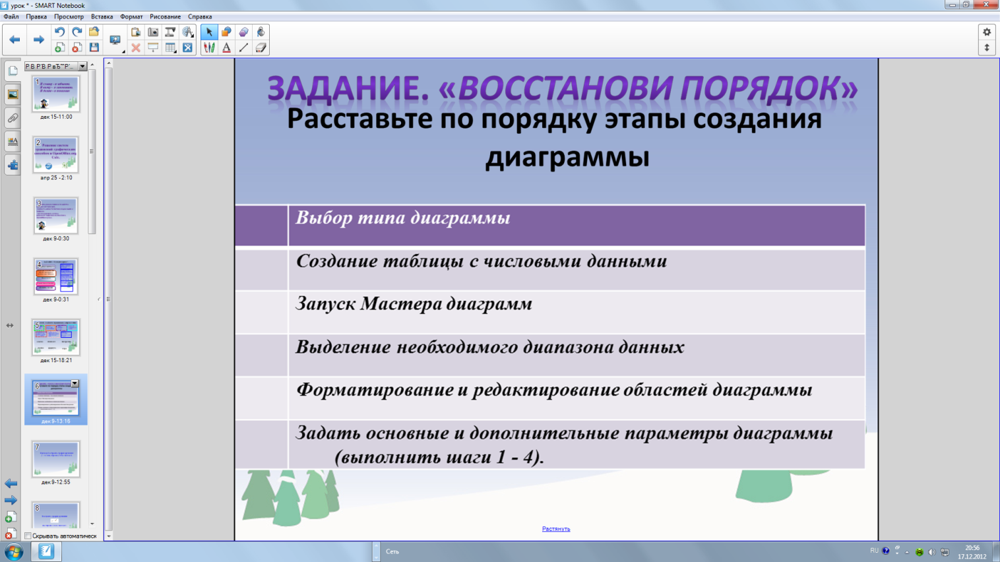 урок * - SMART Notebook
Файл Правка Просмотр Вставка Формат Рисование Справка
1
дек 15-11:00
2
апр 25 - 2:10
3
дек 9-0:30
4
дек 9-0:31
5
дек 15-18:21
6
дек 9-13:16
7
дек 9-12:55
8
Скрывать автоматическ
ЗАДАНИЕ. «ВОССТАНОВИ ПОРЯДОК»
Расставьте по порядку этапы создания
диаграммы
Выбор типа диаграммы
Создание таблицы с числовыми данными
Запуск Мастера диаграмм
Выделение необходимого диапазона данных
Форматирование и редактирование областей диаграммы
Задать основные и дополнительные параметры диаграммы
(выполнить шаги 1 - 4).
Растянуть
Сеть
RU
20:56
17.12.2012